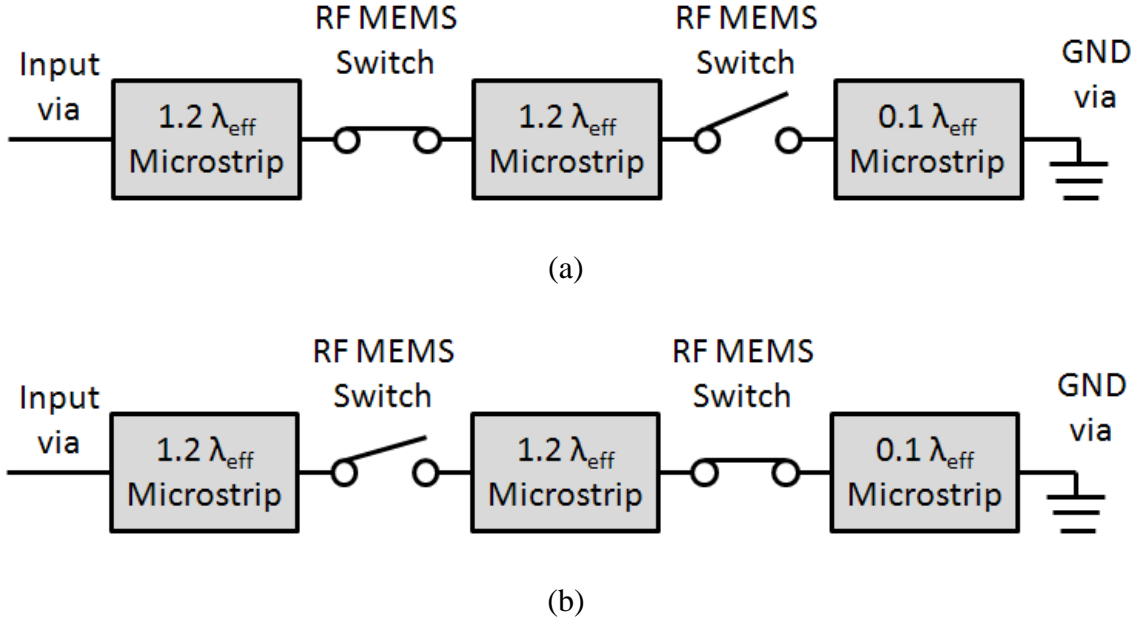 RF MEMS
Switch
RF MEMS
Switch
Input
via
GND
via
1.2 λeff
Microstrip
1.2 λeff
Microstrip
0.1 λeff
Microstrip
(a)
RF MEMS
Switch
RF MEMS
Switch
Input
via
GND
via
1.2 λeff
Microstrip
1.2 λeff
Microstrip
0.1 λeff
Microstrip
(b)